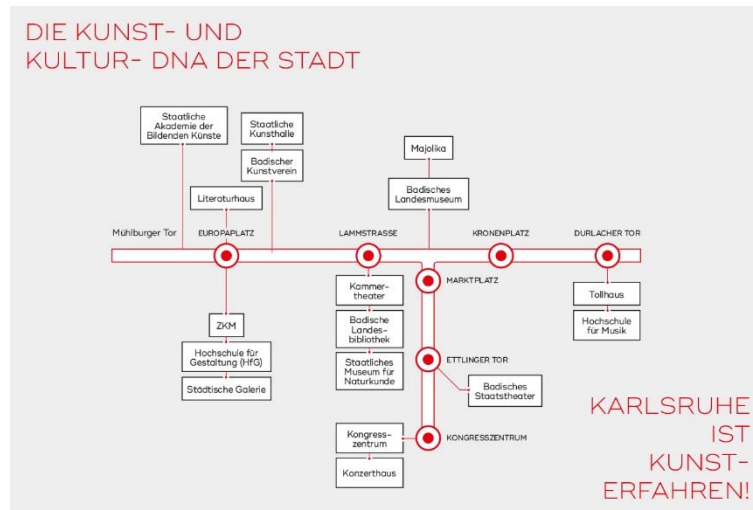 DIE KUNST- UND
KULTUR- DNA DER STADT
Staatliche
Akademie der
Bildenden Künste
Staatliche
Kunsthalle
Badischer
Kunstverein
Literaturhaus
Majolika
Badisches
Landesmuseum
Mühlburger Tor
EUROPAPLATZ
LAMMSTRASSE
KRONENPLATZ
DURLACHER TOR
MARKTPLATZ
ZKM
Hochschule für
Gestaltung (HfG)
Städtische Galerie
Kammer-
theater
Badische
Landes-
bibliothek
Staatliches
Museum für
Naturkunde
Tollhaus
Hochschule
für Musik
ETTLINGER TOR
Badisches
Staatstheater
Kongress-
zentrum
Konzerthaus
KONGRESSZENTRUM
KARLSRUHE
IST
KUNST-
ERFAHREN!